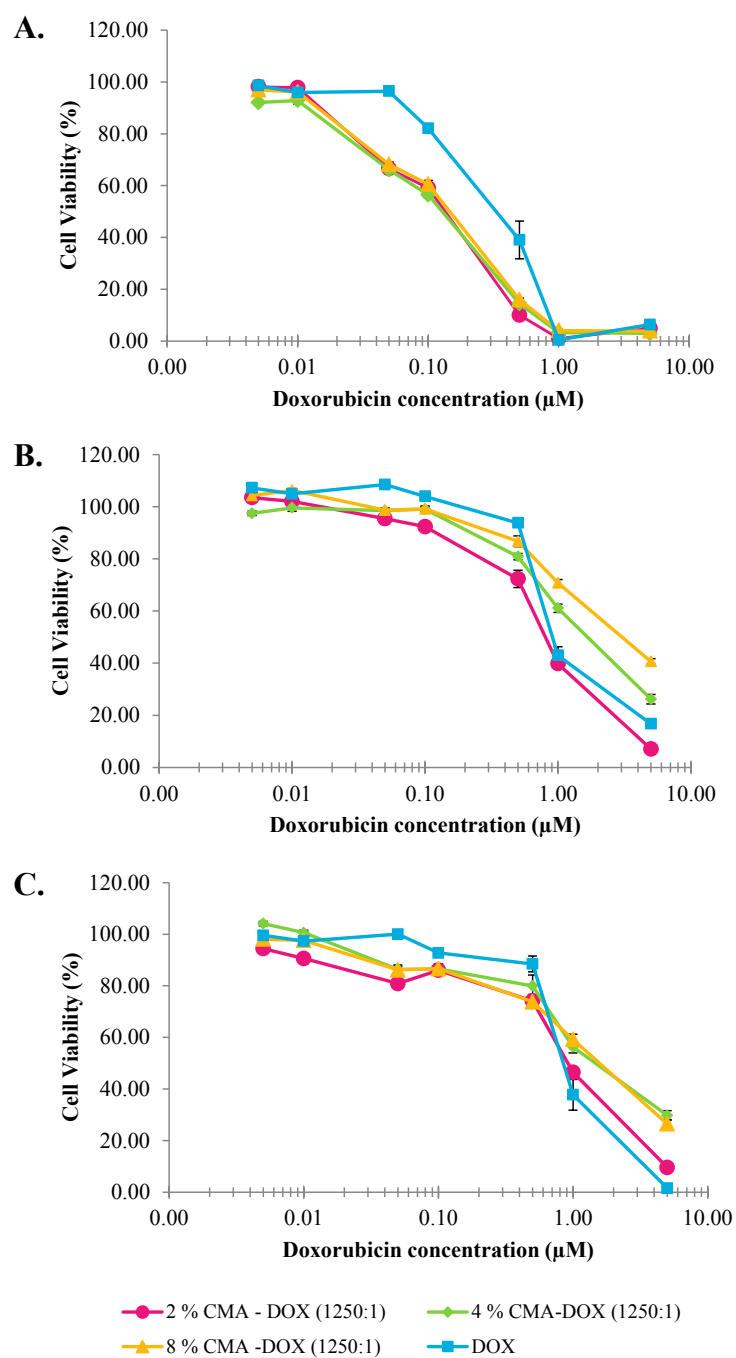 A.
120.00
100.00
80.00
60.00
40.00
20.00
0.00
Cell Viability (%)
0.00 0.01 0.10 1.00 10.00
Doxorubicin concentration (µM)
B.
120.00
100.00
80.00
60.00
40.00
20.00
0.00
Cell Viability (%)
0.00 0.01 0.10 1.00 10.00
Doxorubicin concentration (µM)
C.
120.00
100.00
80.00
60.00
40.00
20.00
0.00
Cell Viability (%)
0.00 0.01 0.10 1.00 10.00
Doxorubicin concentration (µM)
2 % CMA - DOX (1250:1) 4 % CMA-DOX (1250:1)
8 % CMA -DOX (1250:1) DOX